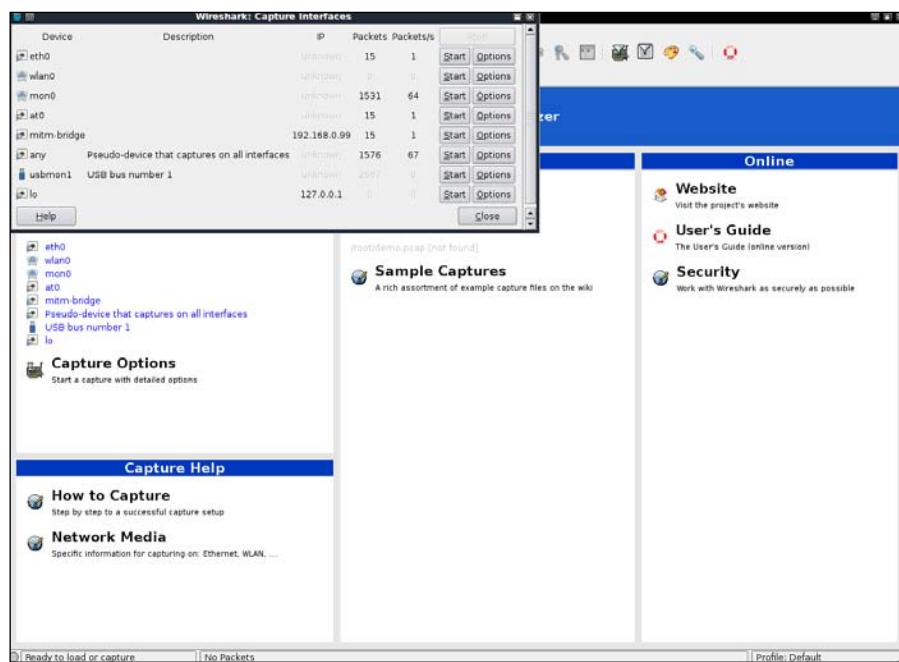 Wireshark: Capture Interfaces
Device Description IP Packets Packets/s Stop
eth0 unknown 15 1 Start Options
wlan0 unknown 0 0 Start Options
mon0 unknown 1531 64 Start Options
at0 unknown 15 1 Start Options
mitm-bridge 192.168.0.99 15 1 Start Options
any Pseudo-device that captures on all interfaces unknown 1576 67 Start Options
usbmon1 USB bus number 1 unknown 0 Start Options
lo 127.0.0.1 0 0 Start Options
Help Close
zer
eth0
wlan0
mon0
at0
mitm-bridge
Pseudo-device that captures on all interfaces
USB bus number 1
lo
Capture Options
Start a capture with detailed options
Capture Help
How to Capture
Step by step to a successful capture setup
Network Media
Specific information for capturing on: Ethernet, WLAN, ...
/root/demo.pcap [not found]
Sample Captures
A rich assortment of example capture files on the wiki
Online
Website
Visit the project's website
User's Guide
The User's Guide (online version)
Security
Work with Wireshark as securely as possible
Ready to load or capture No Packets Profile: Default